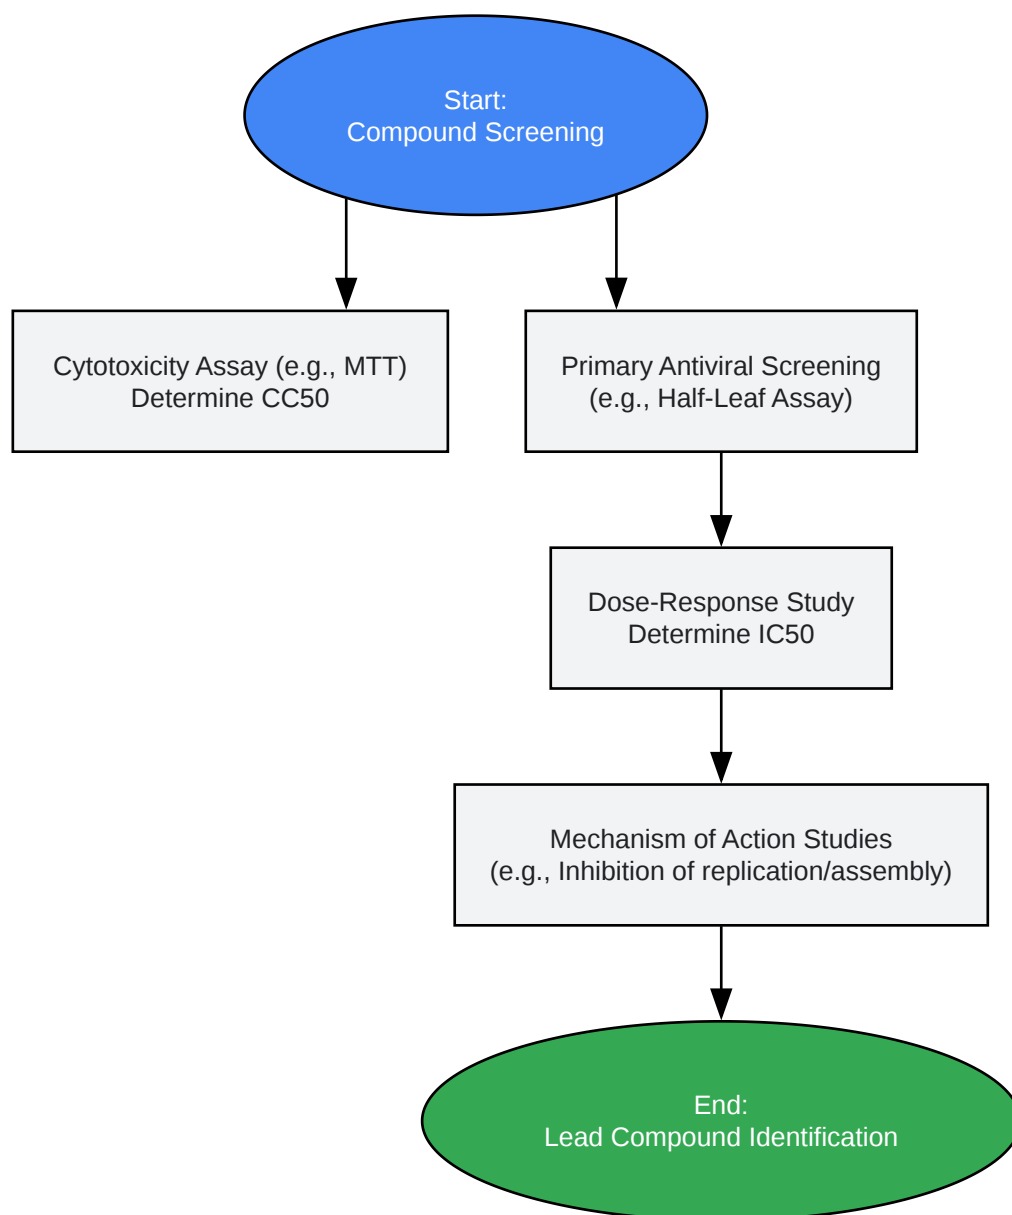 Start:
Compound Screening
Cytotoxicity Assay (e.g., MTT)
Determine CC50
Primary Antiviral Screening
(e.g., Half-Leaf Assay)
Dose-Response Study
Determine IC50
Mechanism of Action Studies
(e.g., Inhibition of replication/assembly)
End:
Lead Compound Identification